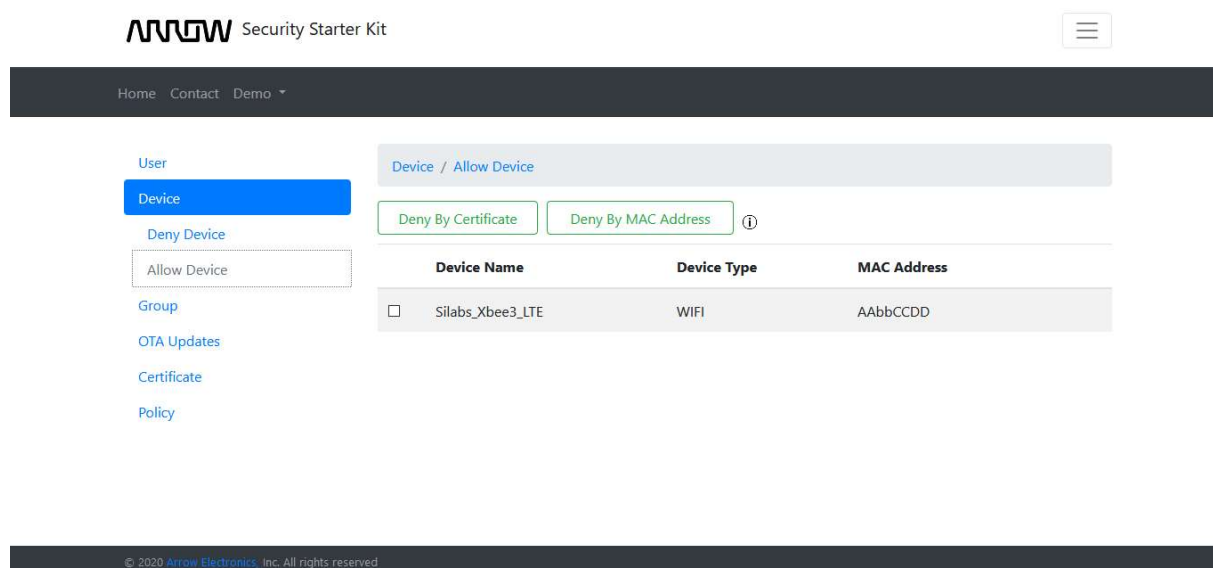 ARROW Security Starter Kit
Home Contact Demo
User
Device
Deny Device
Allow Device
Group
OTA Updates
Certificate
Policy
Device / Allow Device
Deny By Certificate Deny By MAC Address
Device Name Device Type MAC Address
Silabs_Xbee3_LTE WIFI AAbbCCDD
© 2020 Arrow Electronics, Inc. All rights reserved